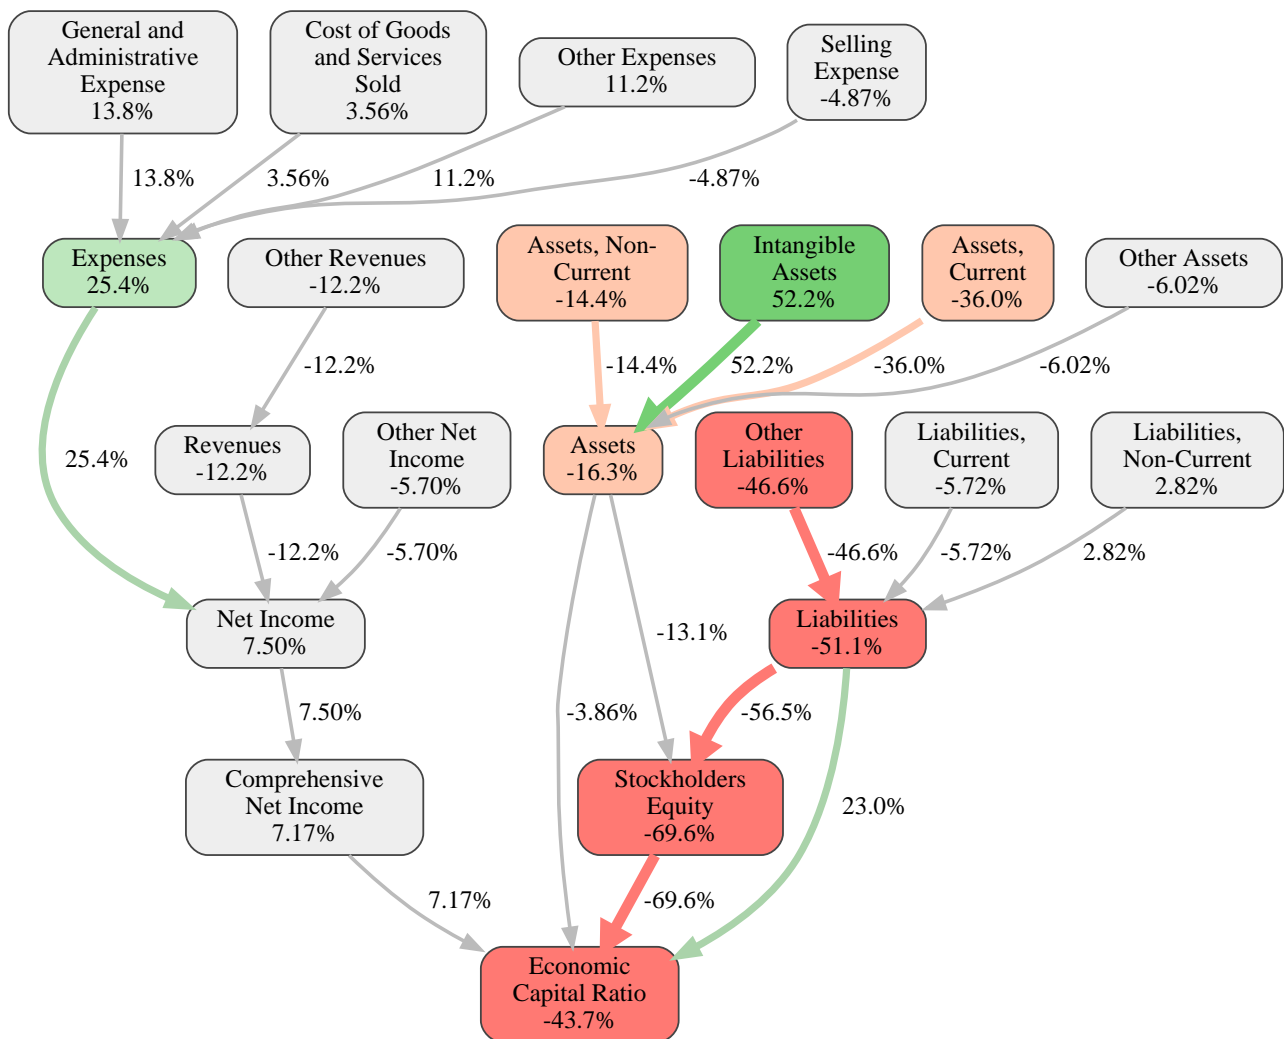 General and
Administrative
Expense
13.8%
Cost of Goods
and Services
Sold
3.56%
Other Expenses
11.2%
Selling
Expense
-4.87%
13.8%
3.56%
11.2%
-4.87%
Expenses
25.4%
Other Revenues
-12.2%
Assets, Non-
Current
-14.4%
Intangible
Assets
52.2%
Assets,
Current
-36.0%
Other Assets
-6.02%
-12.2%
-14.4%
52.2%
-36.0%
-6.02%
25.4%
Revenues
-12.2%
Other Net
Income
-5.70%
Assets
-16.3%
Other
Liabilities
-46.6%
Liabilities,
Current
-5.72%
Liabilities,
Non-Current
2.82%
-12.2%
-5.70%
-46.6%
-5.72%
2.82%
Net Income
7.50%
-13.1%
Liabilities
-51.1%
7.50%
-3.86%
-56.5%
Comprehensive
Net Income
7.17%
Stockholders
Equity
-69.6%
23.0%
7.17%
-69.6%
Economic
Capital Ratio
-43.7%